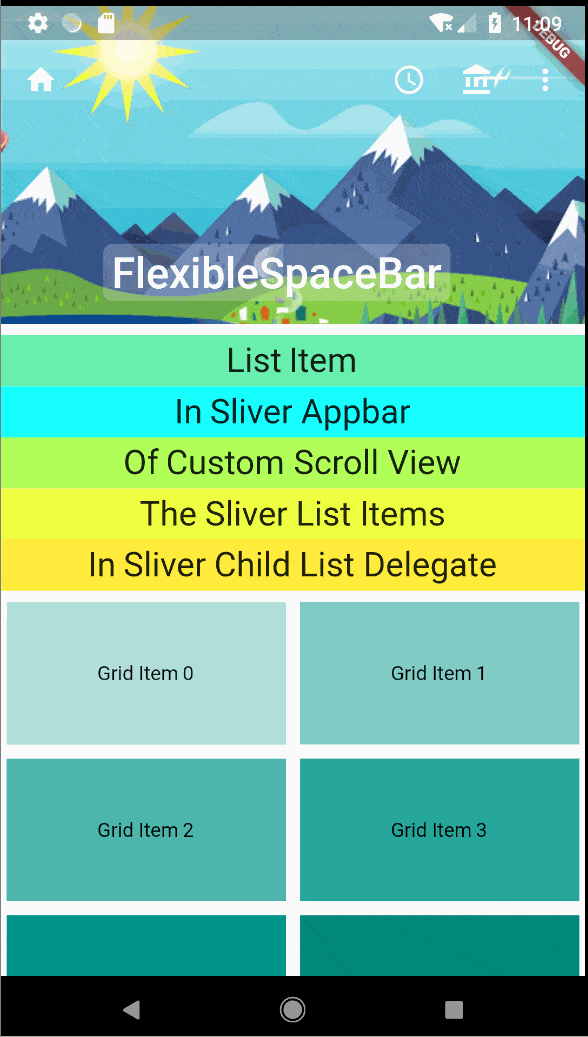 11:09
DEBUG
FlexibleSpaceBar
List Item
In Sliver Appbar
Of Custom Scroll View
The Sliver List Items
In Sliver Child List Delegate
Grid Item 0
Grid Item 1
Grid Item 2
Grid Item 3